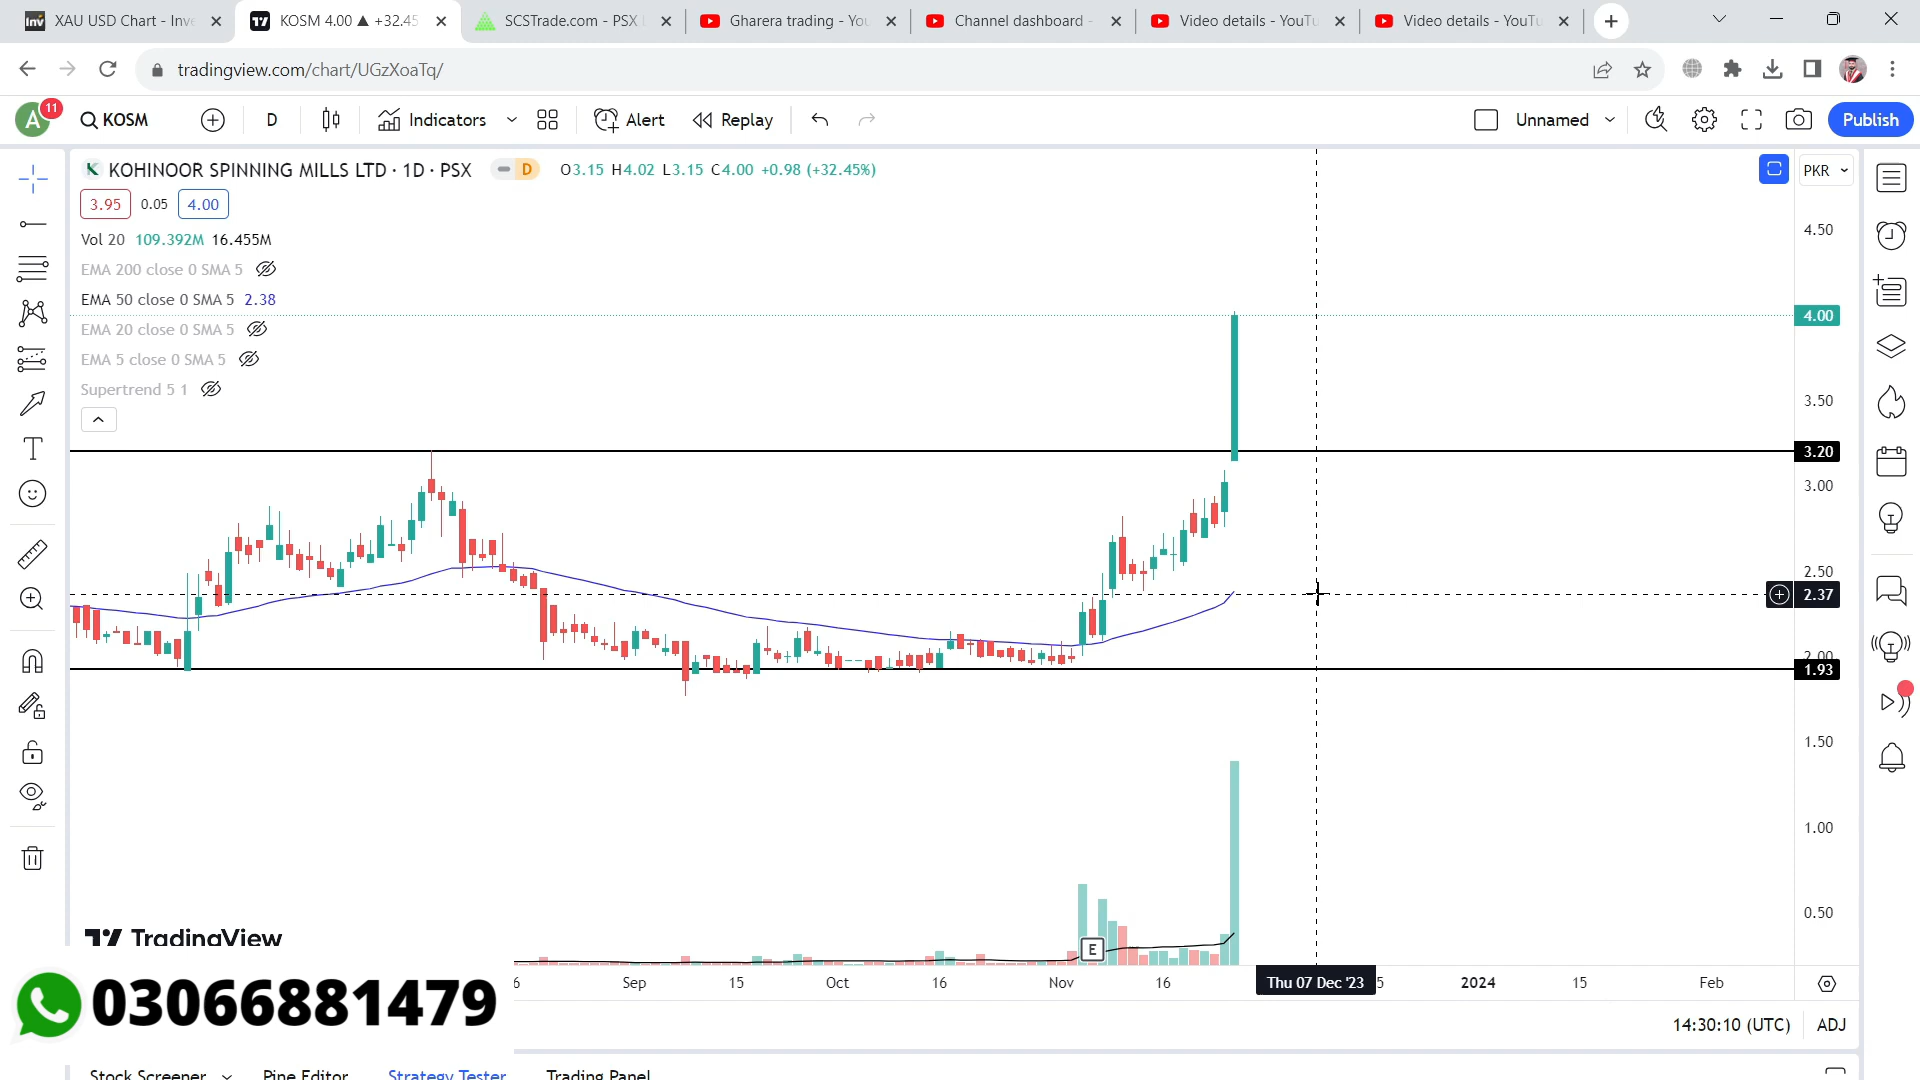 XAU USD Chart - Inve
KOSM 4.00 ▲ +32.45
SCSTrade.com - PSX
Gharera trading - You
Channel dashboard -
Video details - YouTu
Video details - YouTu
tradingview.com/chart/UGzXoaTq/
A 11
KOSM
D
Indicators
Alert
Replay
Unnamed
Publish
KOHINOOR SPINNING MILLS LTD · 1D · PSX
D
O3.15 H4.02 L3.15 C4.00 +0.98 (+32.45%)
PKR
3.95 0.05 4.00
Vol 20 109.392M 16.455M
EMA 200 close 0 SMA 5
EMA 50 close 0 SMA 5 2.38
EMA 20 close 0 SMA 5
EMA 5 close 0 SMA 5
Supertrend 5 1
4.50
4.00
3.50
3.20
3.00
2.50
2.37
2.00
1.93
1.50
1.00
0.50
E
TradingView
6 Sep 15 Oct 16 Nov 16 Thu 07 Dec '23 5 2024 15 Feb
03066881479
14:30:10 (UTC) ADJ
Stock Screener Pine Editor Strategy Tester Trading Panel